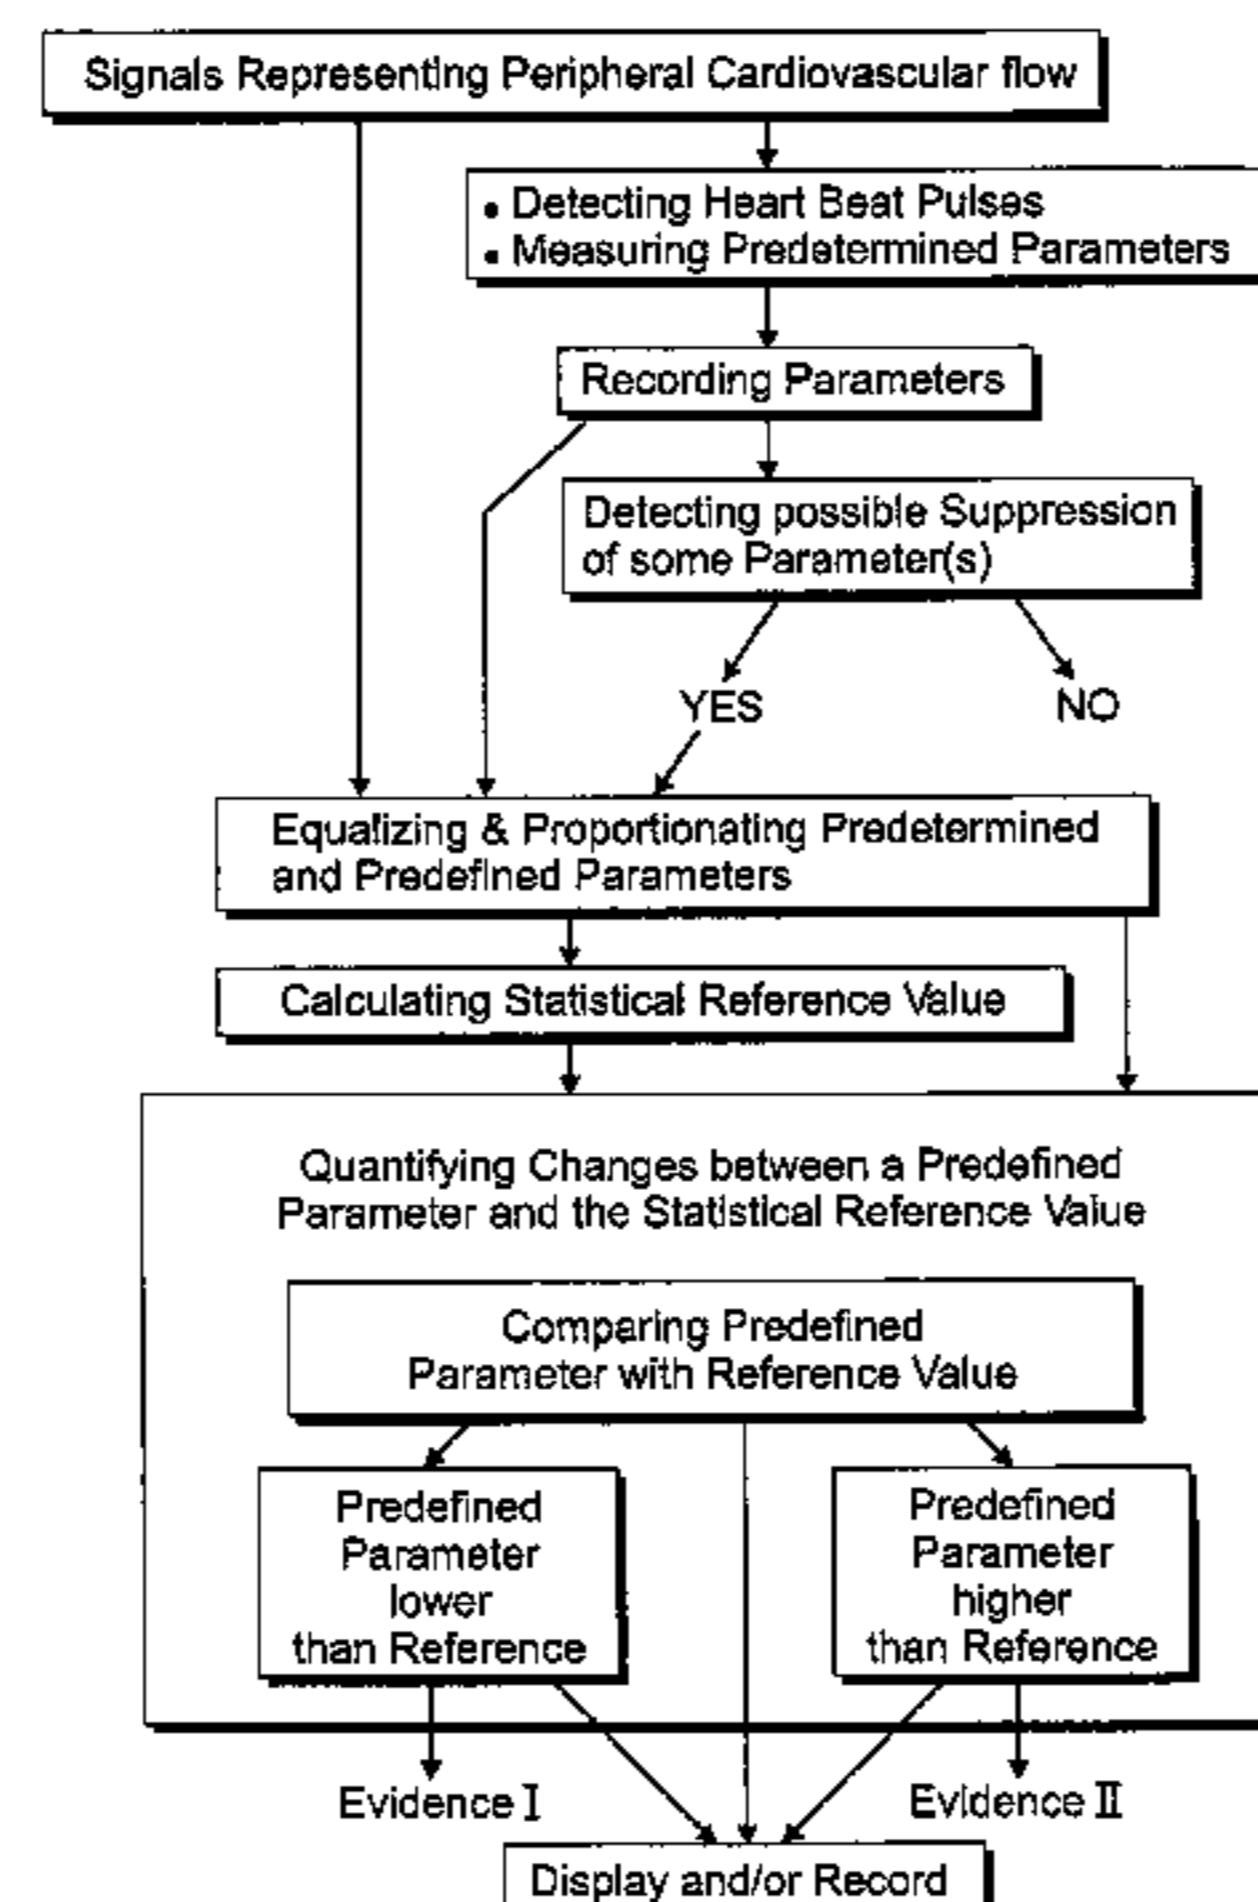 Signals Representing Peripheral Cardiovascular flow
• Detecting Heart Beat Pulses
• Measuring Predetermined Parameters
Recording Parameters
Detecting possible Suppression
of some Parameter(s)
YES
NO
Equalizing & Proportionating Predetermined
and Predefined Parameters
Calculating Statistical Reference Value
Quantifying Changes between a Predefined
Parameter and the Statistical Reference Value
Comparing Predefined
Parameter with Reference Value
Predefined
Parameter
lower
than Reference
Predefined
Parameter
higher
than Reference
Evidence I
Evidence II
Display and/or Record